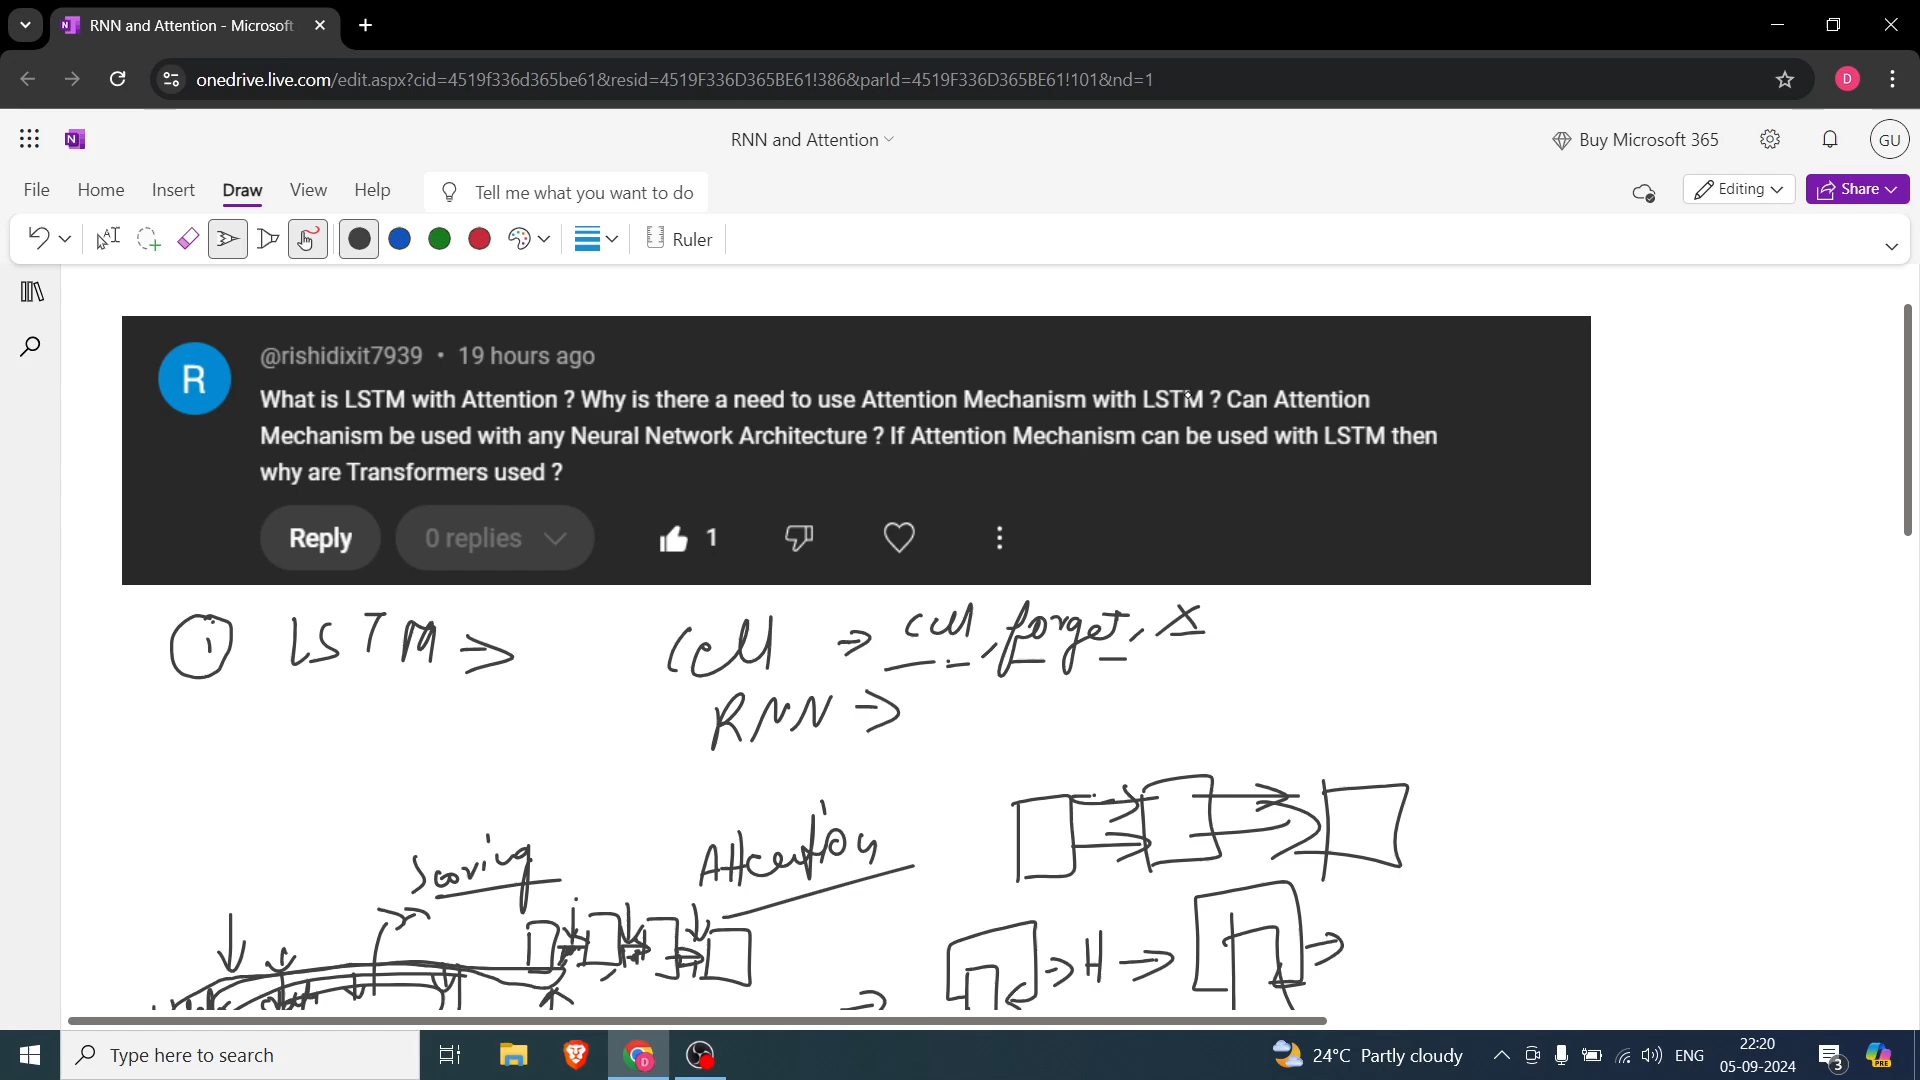 RNN and Attention - Microsoft
onedrive.live.com/edit.aspx?cid=4519f336d365be61&resid=4519F336D365BE61!386&parId=4519F336D365BE61!101&nd=1
D
RNN and Attention
Buy Microsoft 365
GU
File Home Insert Draw View Help
Tell me what you want to do
Editing
Share
Ruler
R
@rishidixit7939 • 19 hours ago
What is LSTM with Attention ? Why is there a need to use Attention Mechanism with LSTM ? Can Attention
Mechanism be used with any Neural Network Architecture ? If Attention Mechanism can be used with LSTM then
why are Transformers used ?
Reply
0 replies
1
① LSTM ⇒ Cell ⇒ cell, forget, X
RNN ⇒
Scoring
Attention
⇒ H →
Type here to search
24°C Partly cloudy
ENG
22:20
05-09-2024
3
PRE